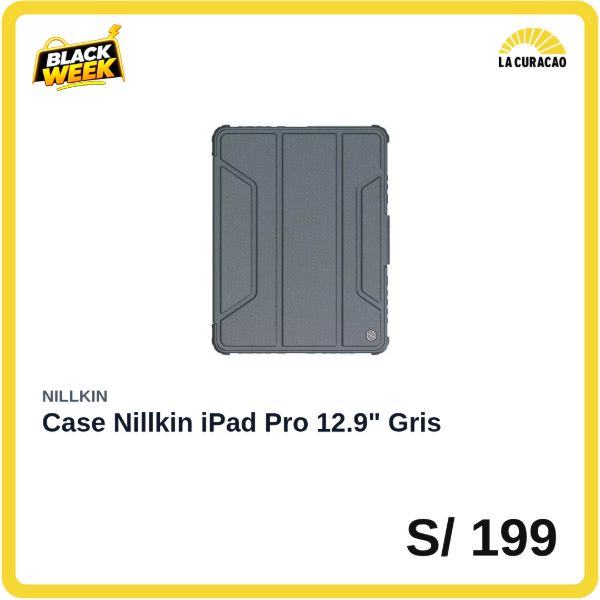 BLACK
WEEK
LA CURACAO
NILLKIN
Case Nillkin iPad Pro 12.9" Gris
S/ 199